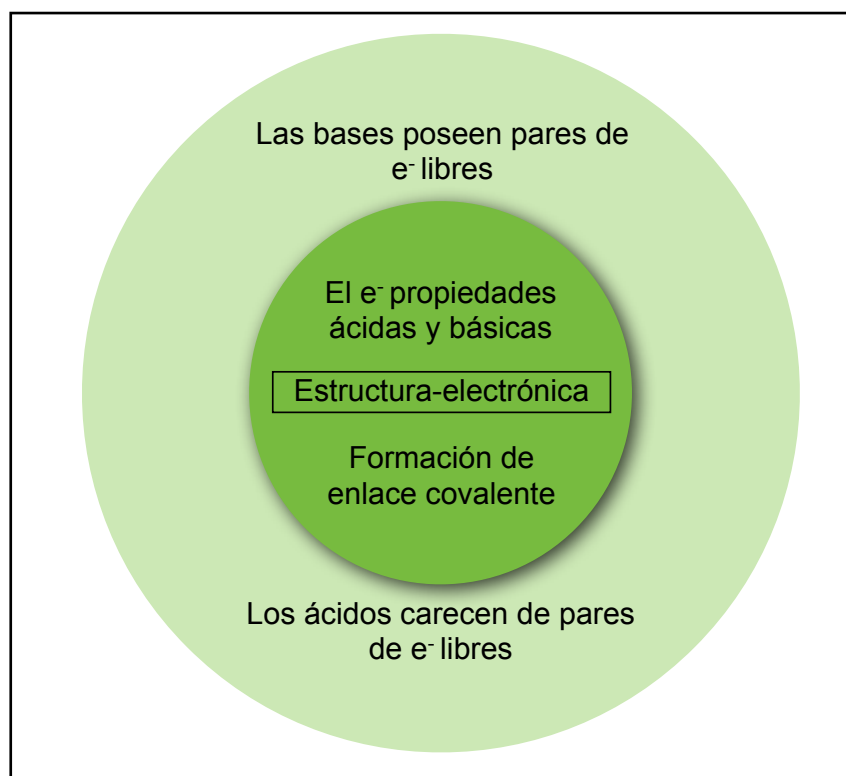 Las bases poseen pares de
e⁻ libres
El e⁻ propiedades
ácidas y básicas
Estructura-electrónica
Formación de
enlace covalente
Los ácidos carecen de pares
de e⁻ libres